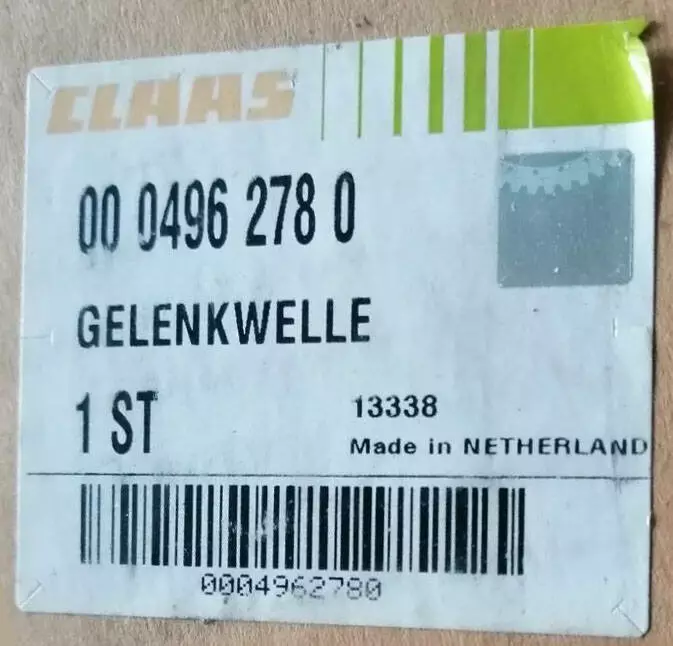 CLAAS
00 0496 278 0
GELENKWELLE
1 ST
13338
Made in NETHERLAND
0004962780